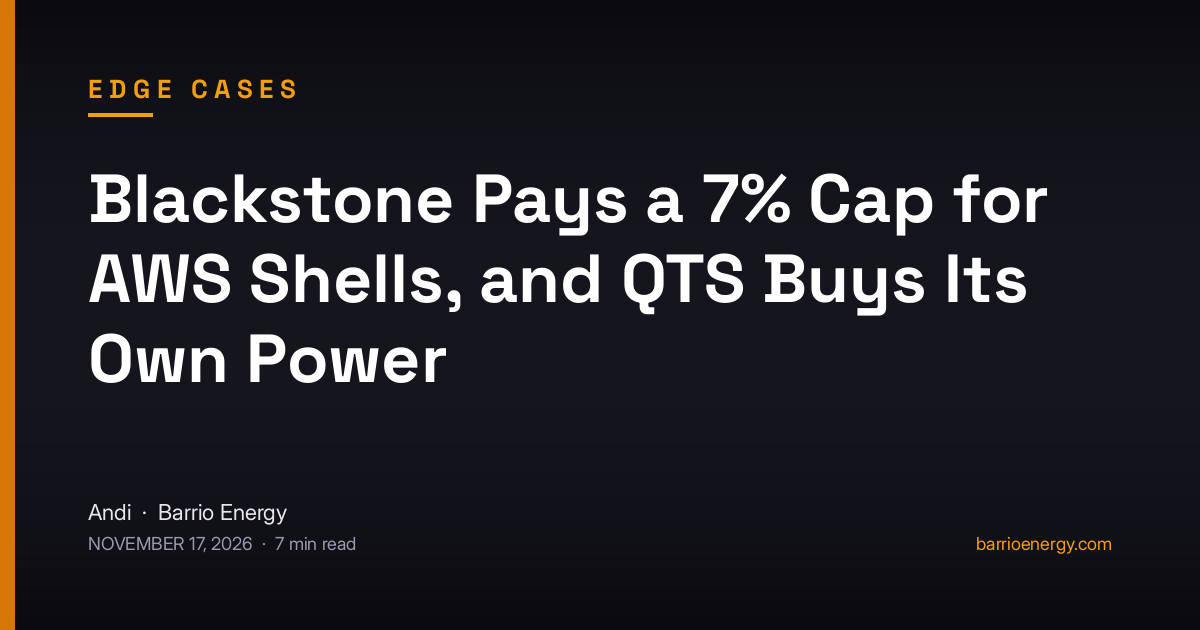 EDGE CASES
Blackstone Pays a 7% Cap for
AWS Shells, and QTS Buys Its
Own Power
Andi · Barrio Energy
NOVEMBER 17, 2026 · 7 min read
barrioenergy.com